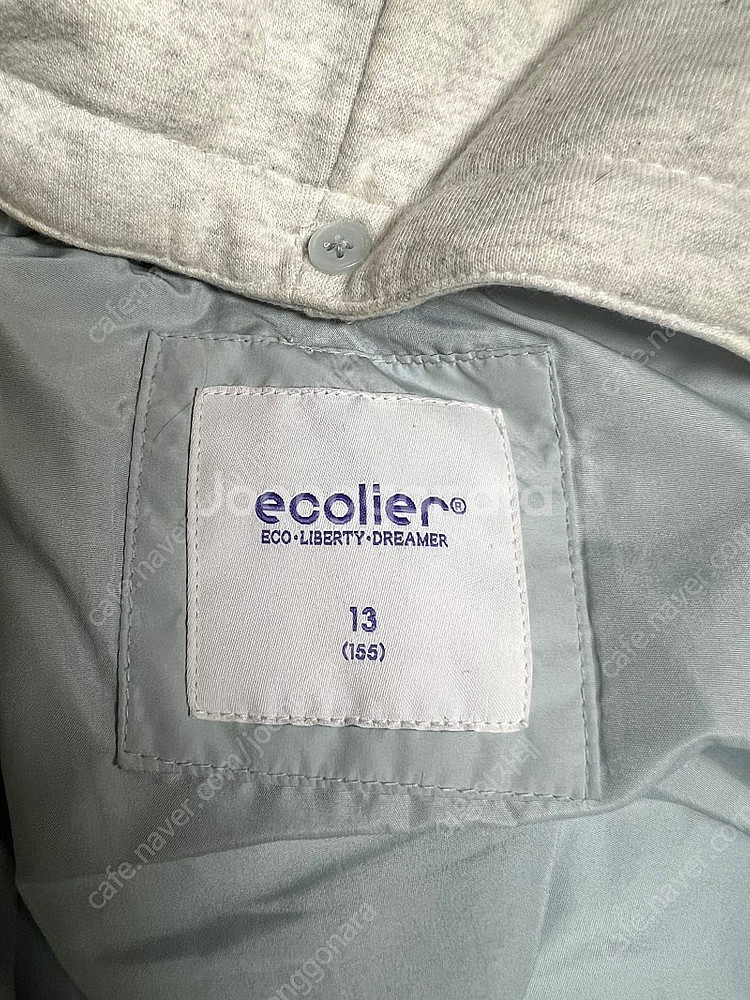 ecolier®
ECO·LIBERTY·DREAMER
13
(155)
cafe.naver.com/joonggonara